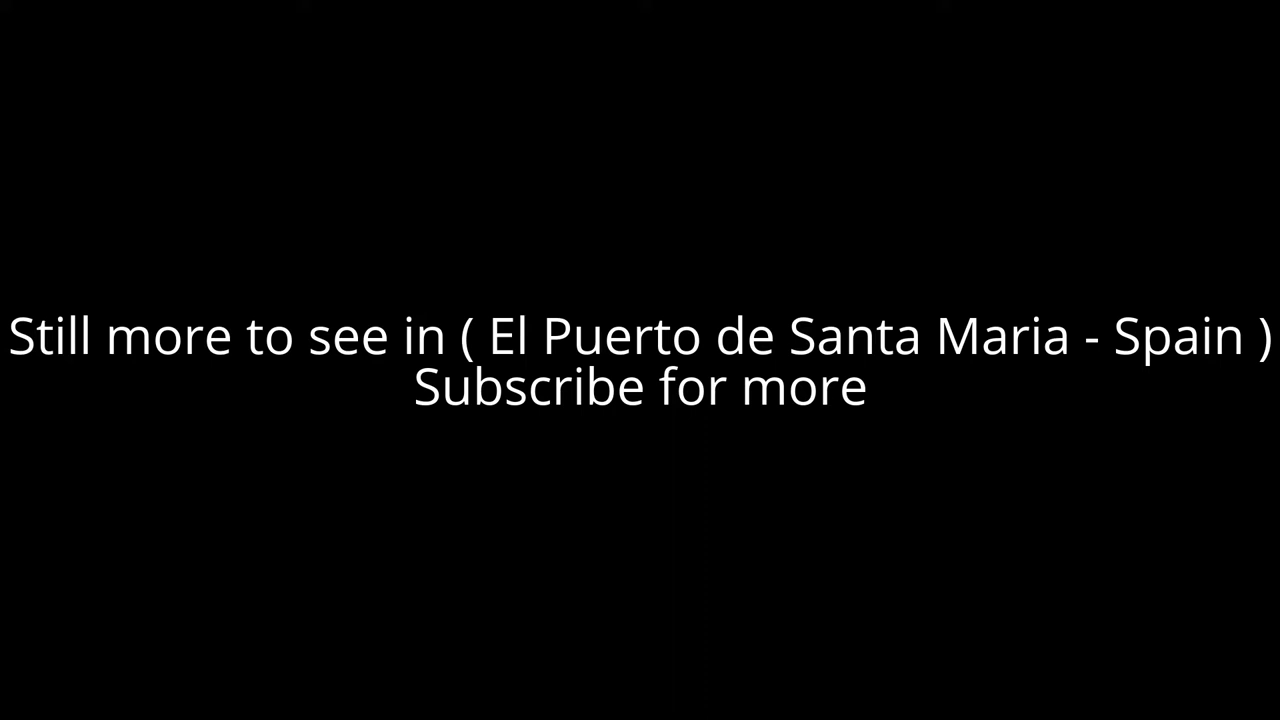 Still more to see in ( El Puerto de Santa Maria - Spain )
Subscribe for more